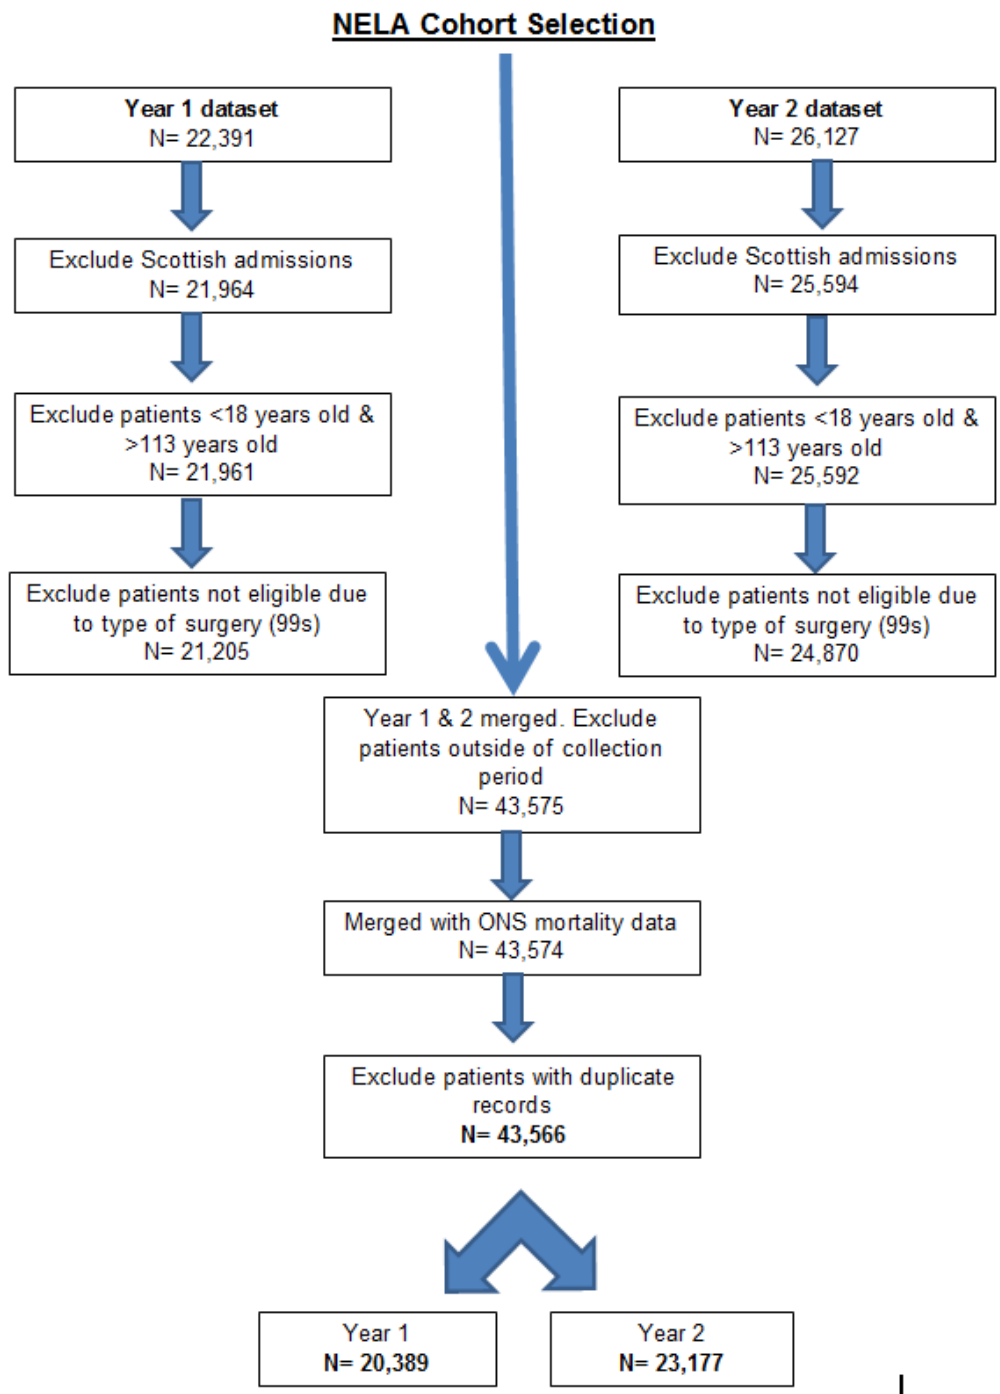 NELA Cohort Selection
Year 1 dataset
N= 22,391
Exclude Scottish admissions
N= 21,964
Exclude patients <18 years old &
>113 years old
N= 21,961
Exclude patients not eligible due
to type of surgery (99s)
N= 21,205
Year 2 dataset
N= 26,127
Exclude Scottish admissions
N= 25,594
Exclude patients <18 years old &
>113 years old
N= 25,592
Exclude patients not eligible due
to type of surgery (99s)
N= 24,870
Year 1 & 2 merged. Exclude
patients outside of collection
period
N= 43,575
Merged with ONS mortality data
N= 43,574
Exclude patients with duplicate
records
N= 43,566
Year 1
N= 20,389
Year 2
N= 23,177